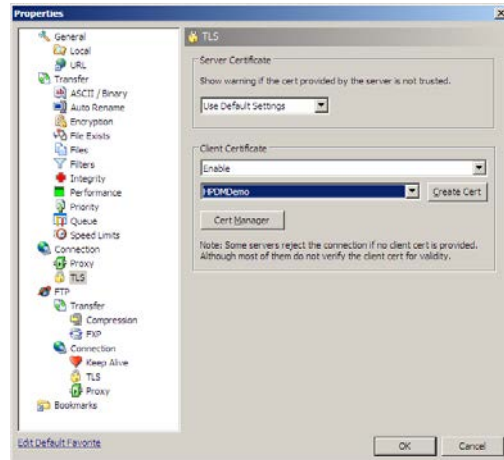 Properties
General
Local
URL
Transfer
ASCII / Binary
Auto Rename
Encryption
File Exists
Files
Filters
Integrity
Performance
Priority
Queue
Speed Limits
Connection
Proxy
TLS
FTP
Transfer
Compression
FXP
Connection
Keep Alive
TLS
Proxy
Bookmarks
Edit Default Favorite
TLS
Server Certificate
Show warning if the cert provided by the server is not trusted.
Use Default Settings
Client Certificate
Enable
HPDMDemo
Create Cert
Cert Manager
Note: Some servers reject the connection if no client cert is provided.
Although most of them do not verify the client cert for validity.
OK
Cancel